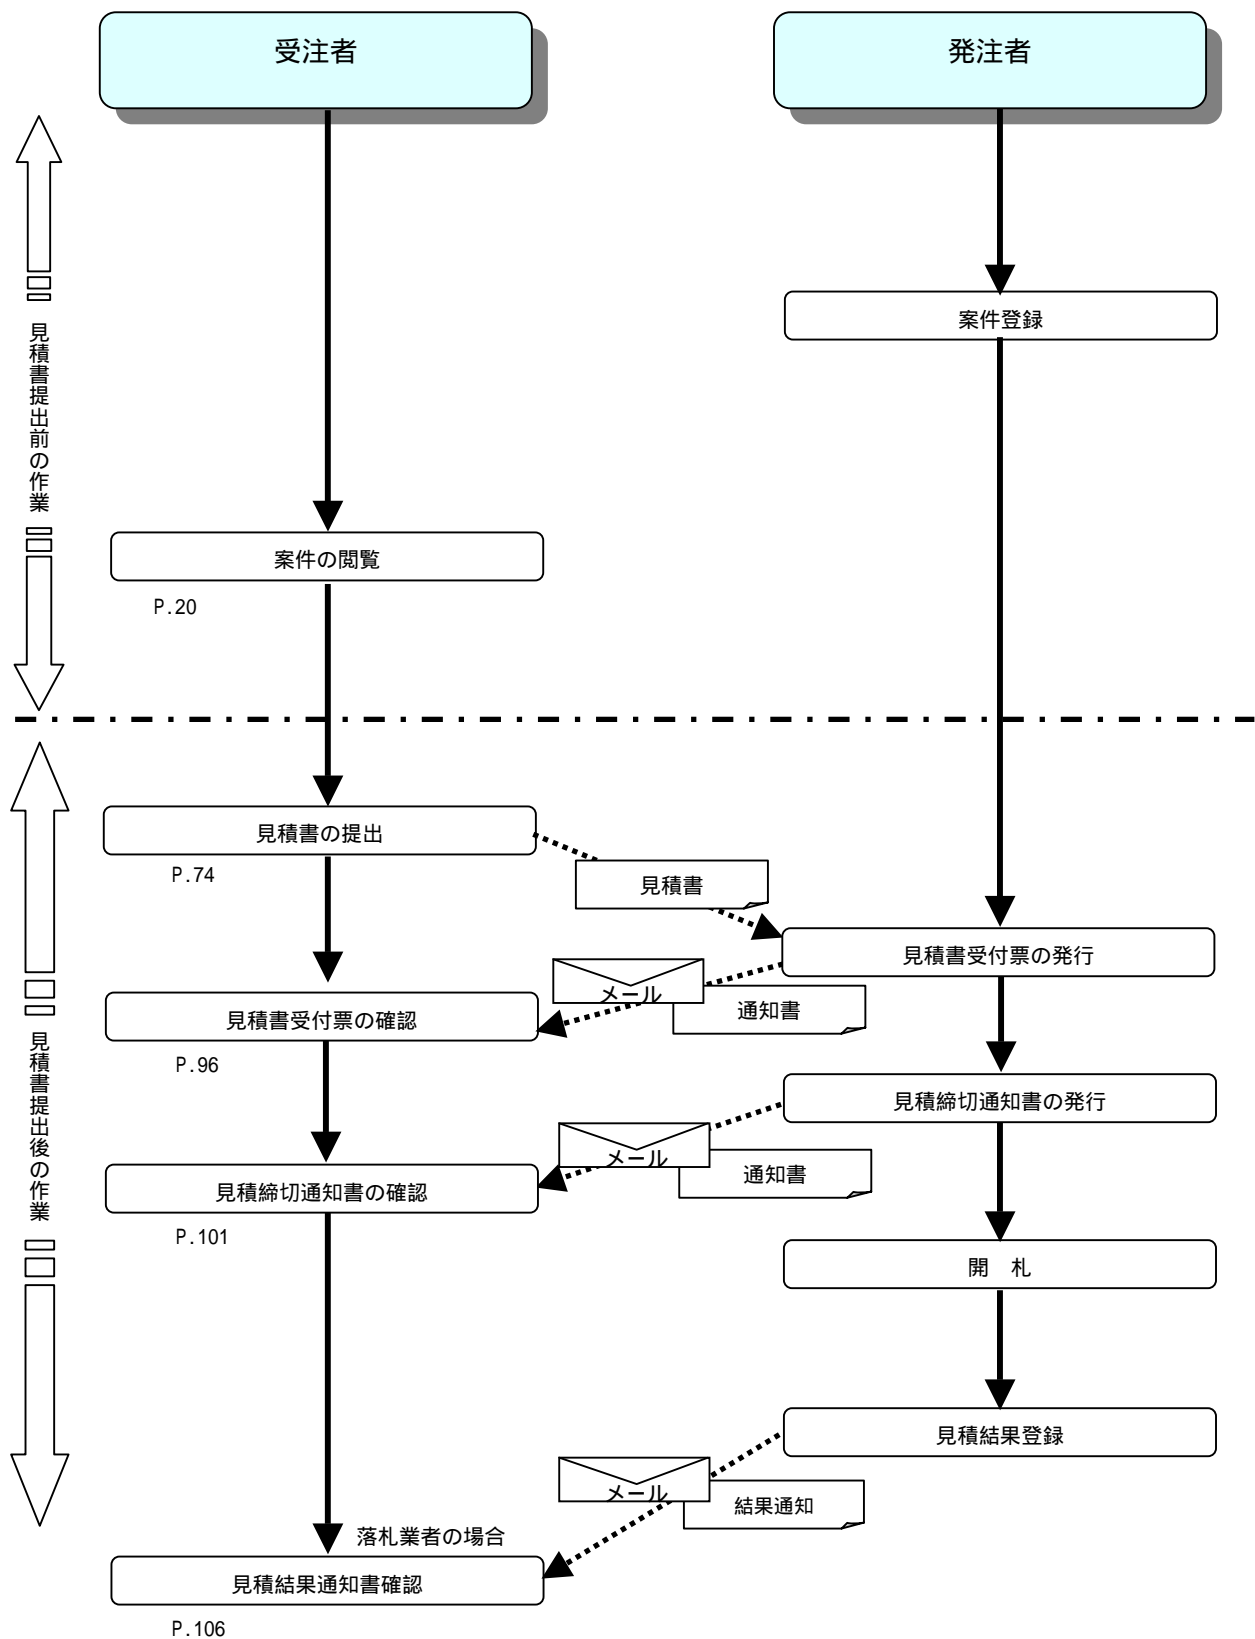 受注者
発注者
案件登録
見積書提出前の作業
案件の閲覧
P.20
見積書の提出
P.74
見積書
見積書受付票の発行
メール
通知書
見積書受付票の確認
P.96
見積書提出後の作業
見積締切通知書の発行
メール
通知書
見積締切通知書の確認
P.101
開　札
見積結果登録
メール
結果通知
落札業者の場合
見積結果通知書確認
P.106